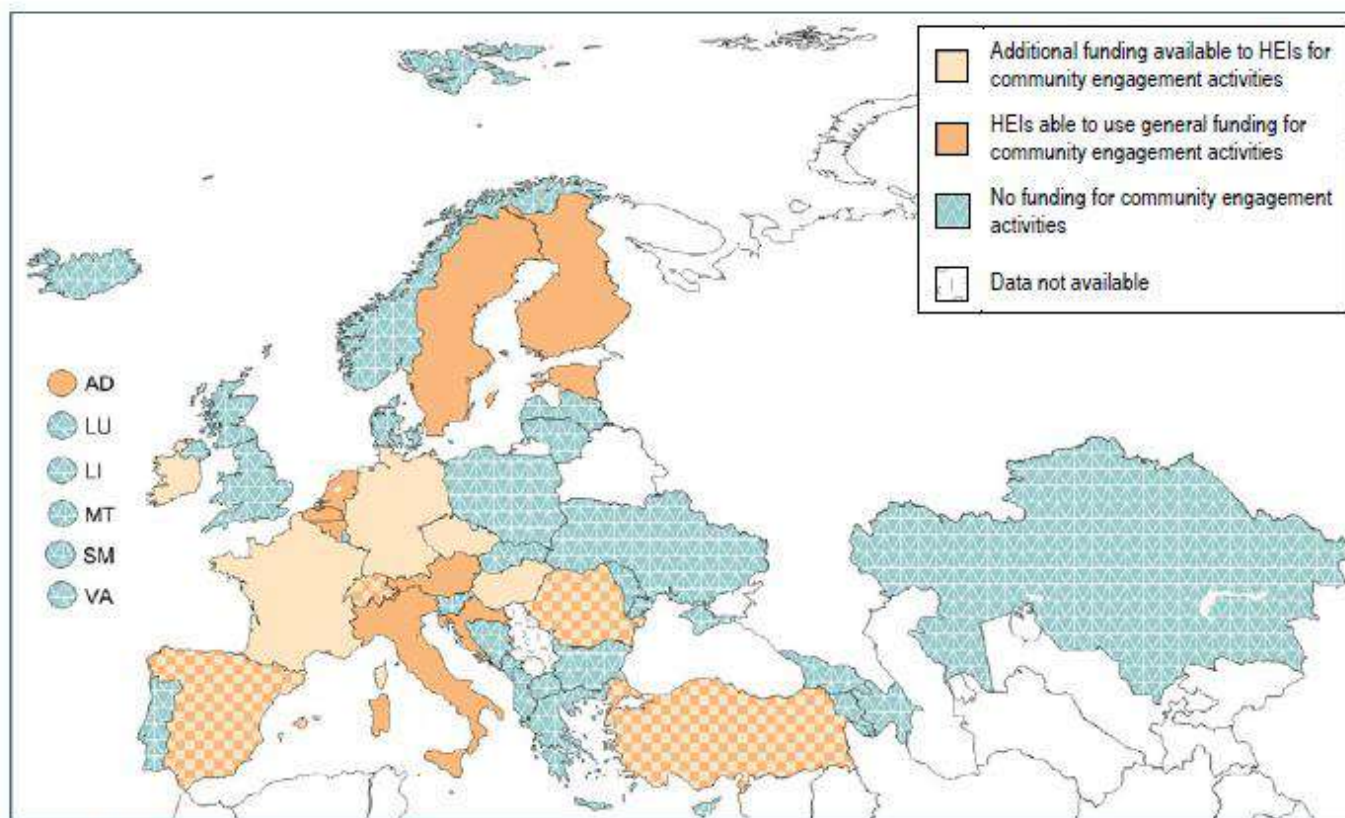 Additional funding available to HEIs for
community engagement activities
HEIs able to use general funding for
community engagement activities
No funding for community engagement
activities
Data not available
AD
LU
LI
MT
SM
VA